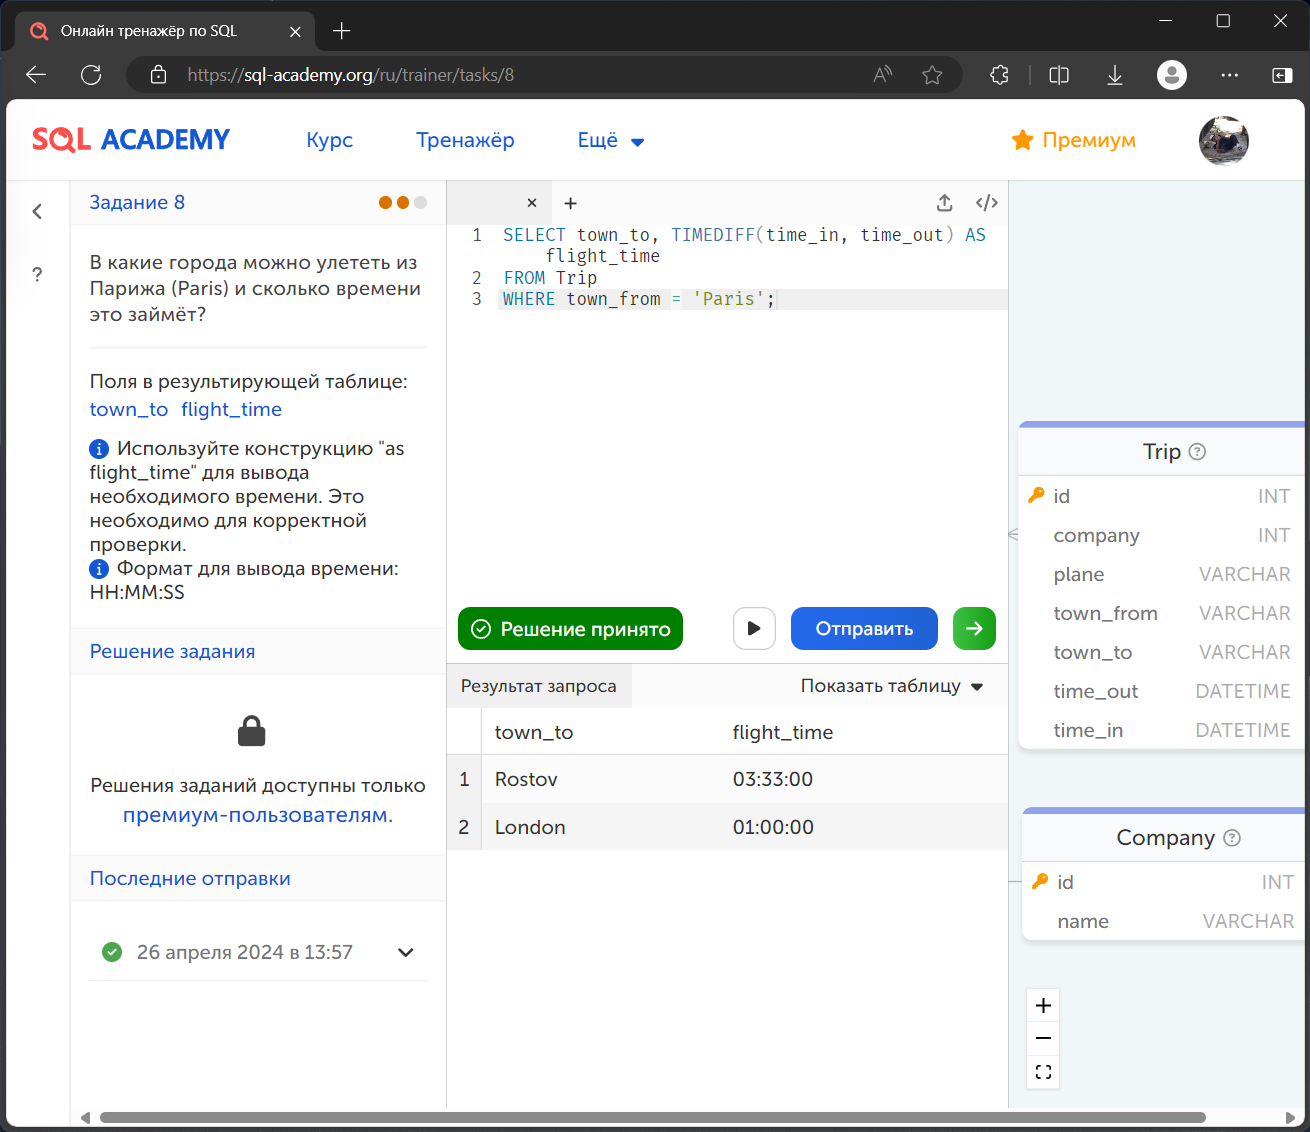 Онлайн тренажёр по SQL
https://sql-academy.org/ru/trainer/tasks/8
SQL ACADEMY
Курс
Тренажёр
Ещё
Премиум
Задание 8
В какие города можно улететь из
Парижа (Paris) и сколько времени
это займёт?
Поля в результирующей таблице:
town_to flight_time
Используйте конструкцию "as
flight_time" для вывода
необходимого времени. Это
необходимо для корректной
проверки.
Формат для вывода времени:
HH:MM:SS
Решение задания
Решения заданий доступны только
премиум-пользователям.
Последние отправки
26 апреля 2024 в 13:57
1 SELECT town_to, TIMEDIFF(time_in, time_out) AS
flight_time
2 FROM Trip
3 WHERE town_from = 'Paris';
Решение принято
Отправить
Результат запроса
Показать таблицу
town_to flight_time
1 Rostov 03:33:00
2 London 01:00:00
Trip
id INT
company INT
plane VARCHAR
town_from VARCHAR
town_to VARCHAR
time_out DATETIME
time_in DATETIME
Company
id INT
name VARCHAR